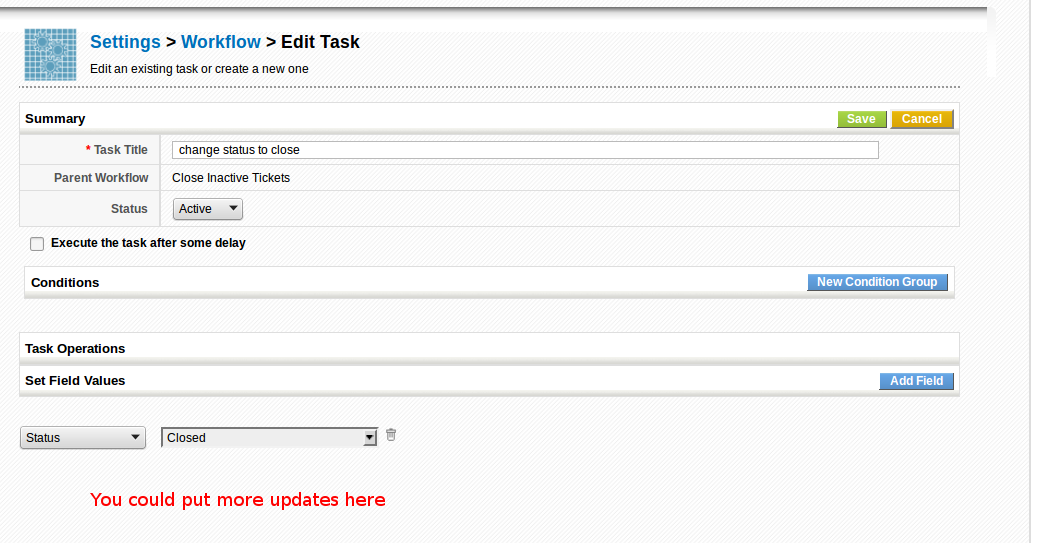 Settings > Workflow > Edit Task
Edit an existing task or create a new one
Summary Save Cancel
* Task Title change status to close
Parent Workflow Close Inactive Tickets
Status Active
Execute the task after some delay
Conditions New Condition Group
Task Operations
Set Field Values Add Field
Status Closed
You could put more updates here